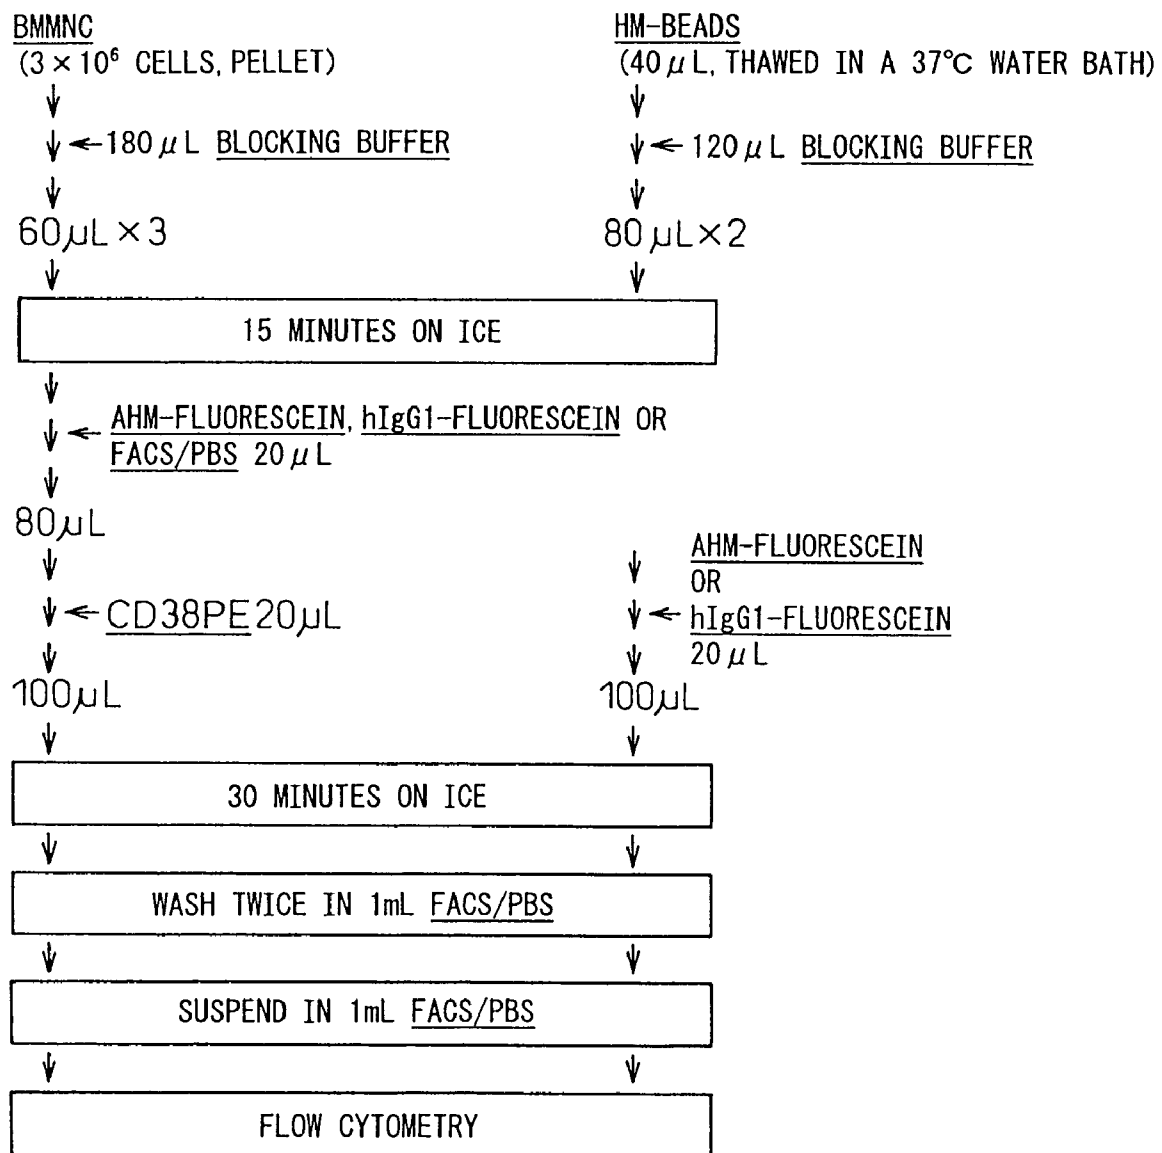 BMMNC
(3×10⁶ CELLS, PELLET)
←180μL BLOCKING BUFFER
60μL×3
HM-BEADS
(40μL, THAWED IN A 37℃ WATER BATH)
←120μL BLOCKING BUFFER
80μL×2
15 MINUTES ON ICE
←AHM-FLUORESCEIN, hIgG1-FLUORESCEIN OR
FACS/PBS 20μL
80μL
←CD38PE20μL
100μL
AHM-FLUORESCEIN
OR
←hIgG1-FLUORESCEIN
20μL
100μL
30 MINUTES ON ICE
WASH TWICE IN 1mL FACS/PBS
SUSPEND IN 1mL FACS/PBS
FLOW CYTOMETRY